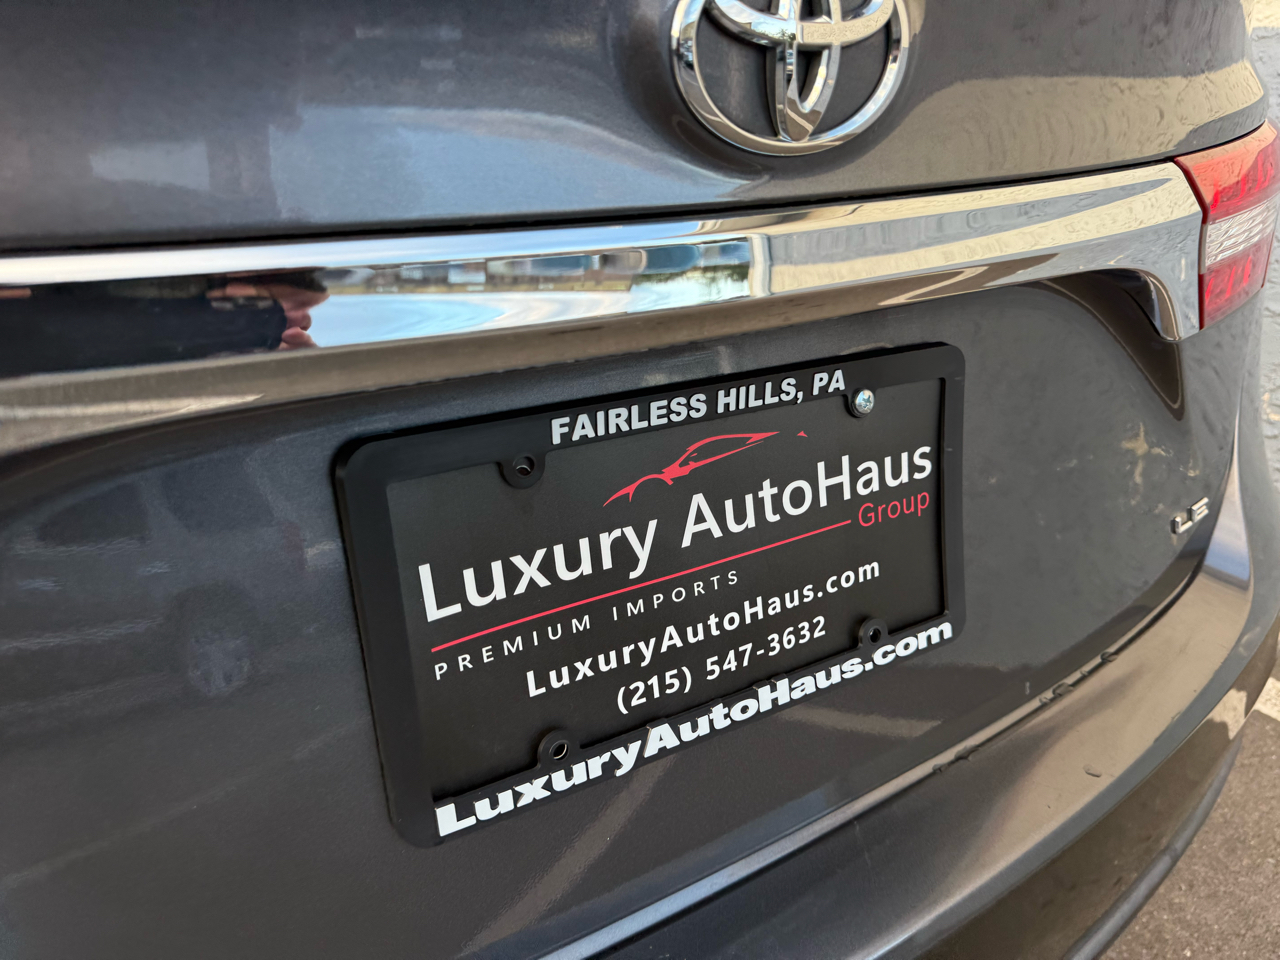 FAIRLESS HILLS, PA
Luxury AutoHaus
Group
PREMIUM IMPORTS
LuxuryAutoHaus.com
(215) 547-3632
LuxuryAutoHaus.com
LE